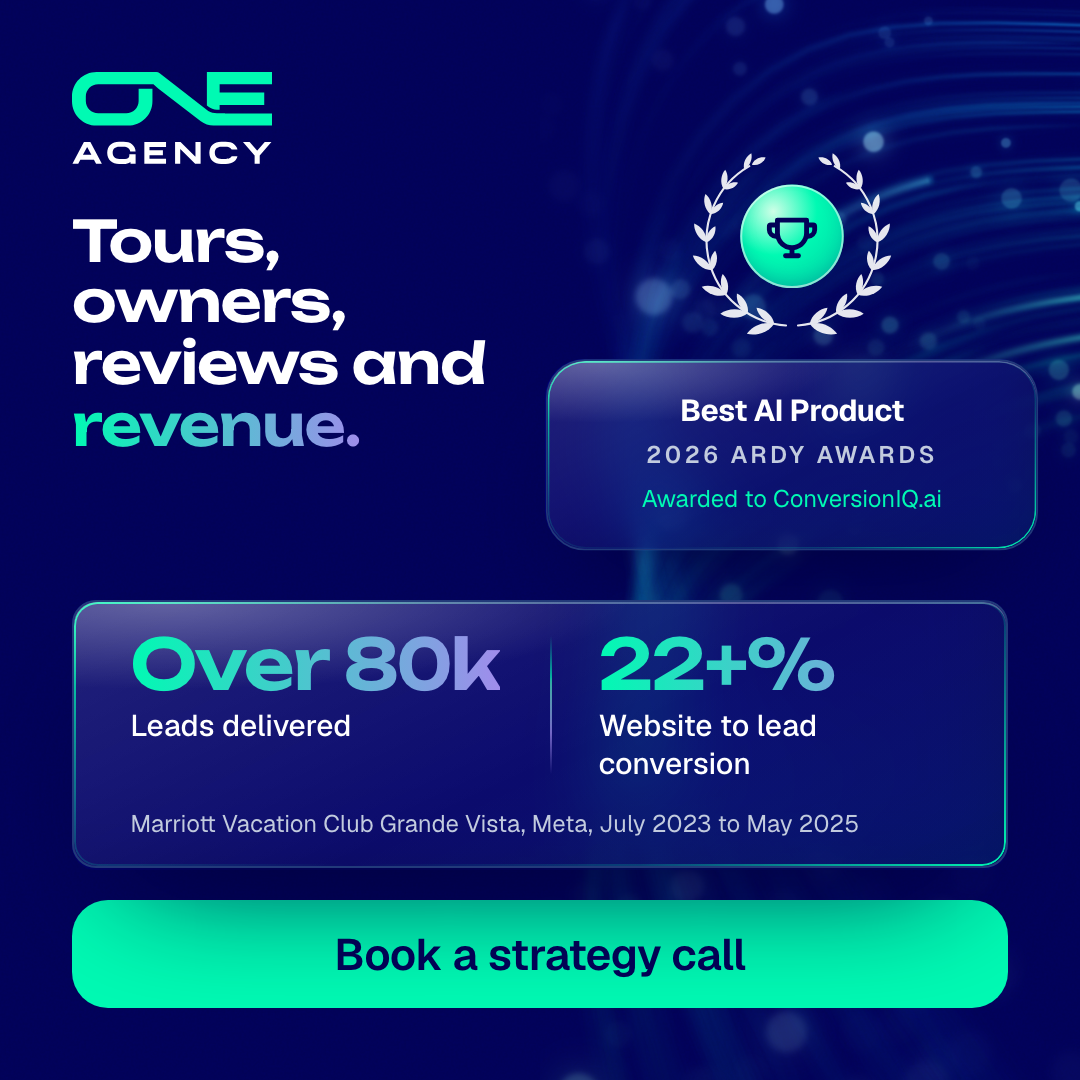 ONE
AGENCY
Tours,
owners,
reviews and
revenue.
Best AI Product
2026 ARDY AWARDS
Awarded to ConversionIQ.ai
Over 80k
Leads delivered
22+%
Website to lead
conversion
Marriott Vacation Club Grande Vista, Meta, July 2023 to May 2025
Book a strategy call